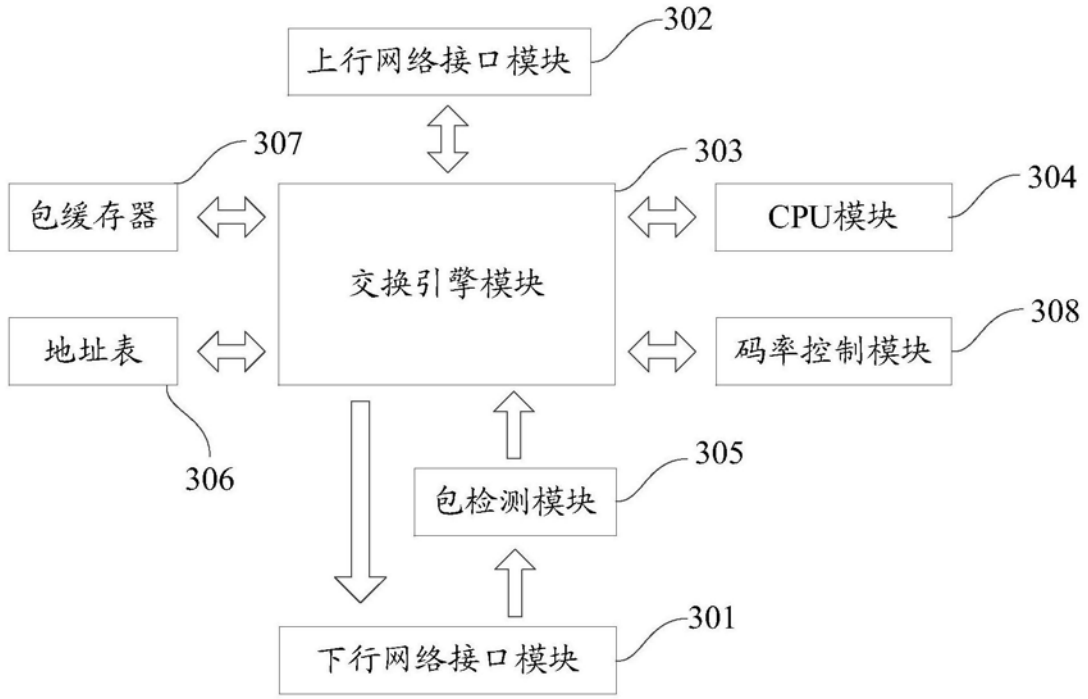 302
上行网络接口模块
307
303
304
包缓存器
CPU模块
交换引擎模块
308
地址表
码率控制模块
306
305
包检测模块
301
下行网络接口模块